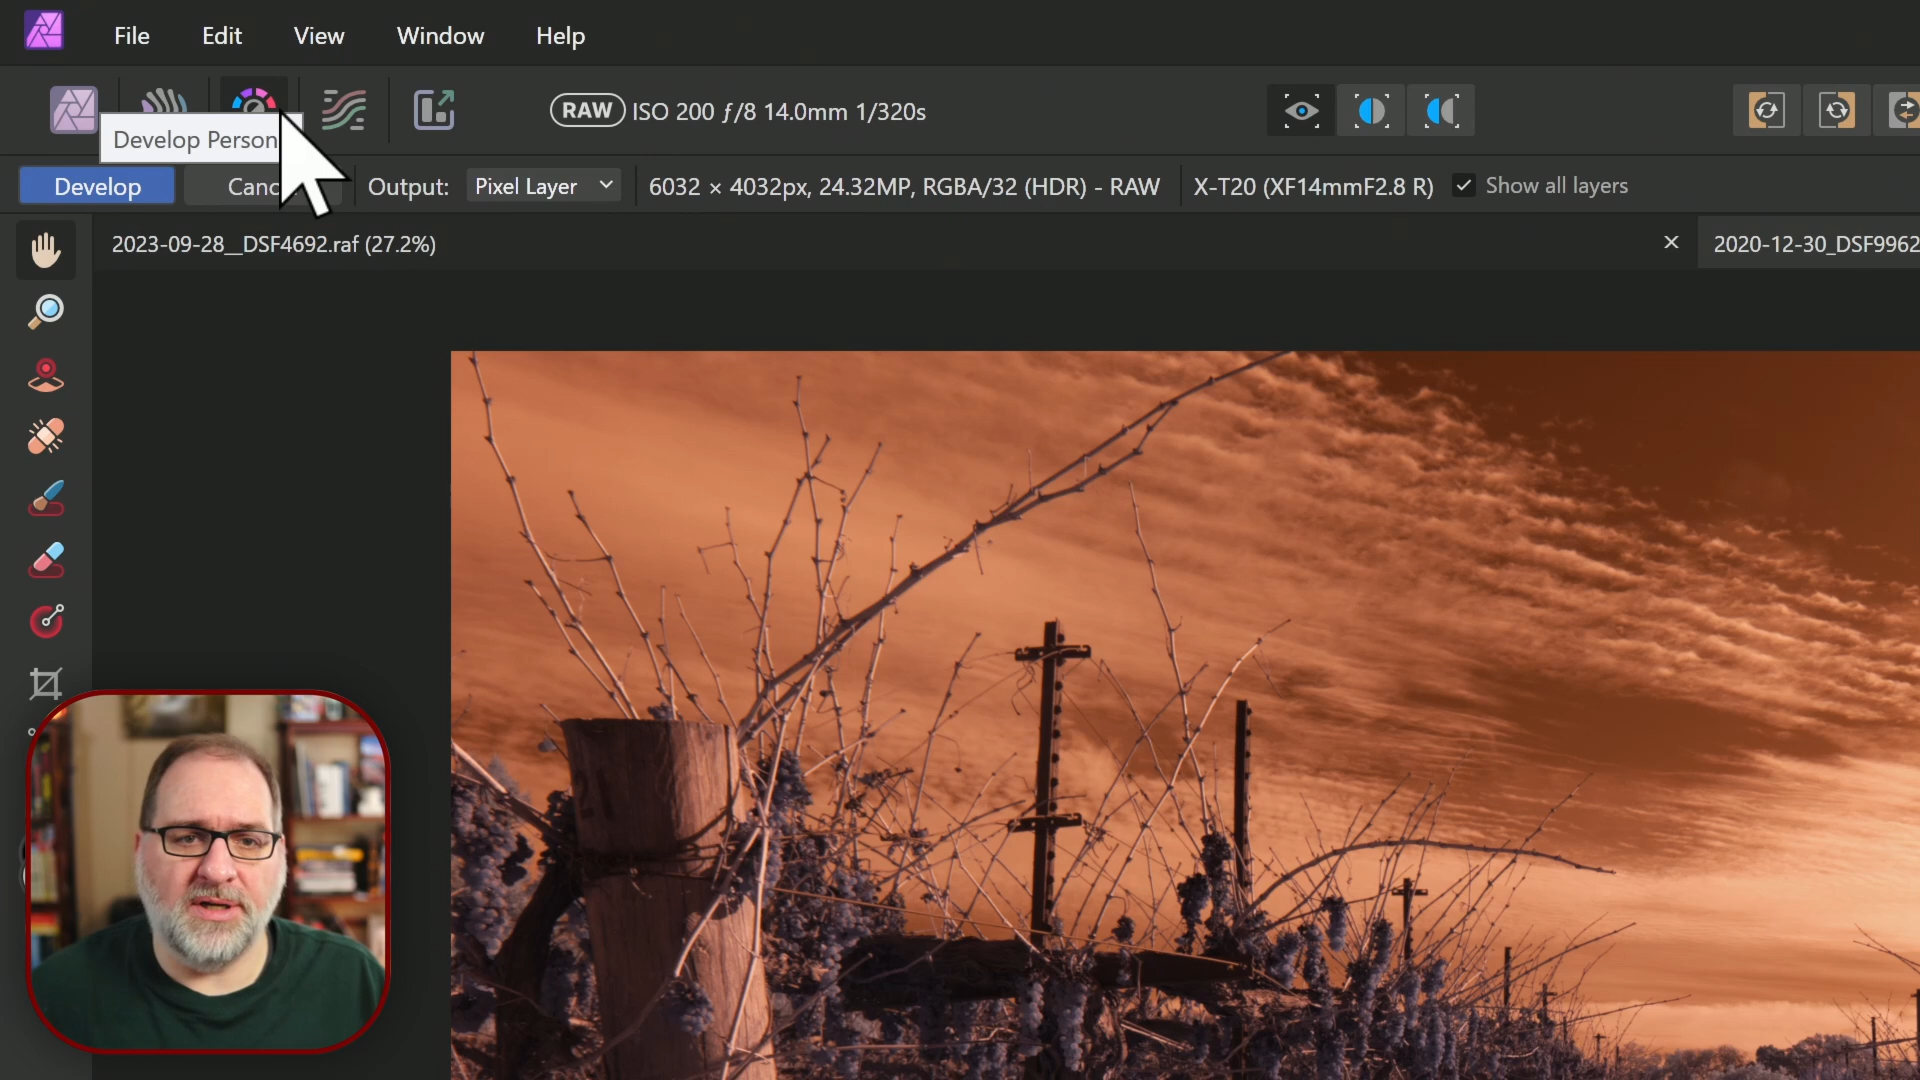 File Edit View Window Help
RAW ISO 200 ƒ/8 14.0mm 1/320s
Develop Person
Develop Canc Output: Pixel Layer 6032 × 4032px, 24.32MP, RGBA/32 (HDR) - RAW X-T20 (XF14mmF2.8 R) Show all layers
2023-09-28__DSF4692.raf (27.2%) 2020-12-30_DSF9962